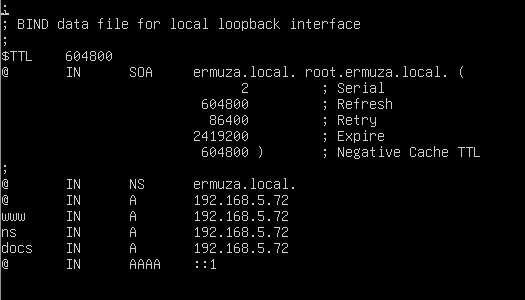 ;
; BIND data file for local loopback interface
;
$TTL    604800
@       IN      SOA     ermuza.local. root.ermuza.local. (
                              2         ; Serial
                         604800         ; Refresh
                          86400         ; Retry
                        2419200         ; Expire
                         604800 )       ; Negative Cache TTL
;
@       IN      NS      ermuza.local.
@       IN      A       192.168.5.72
www     IN      A       192.168.5.72
ns      IN      A       192.168.5.72
docs    IN      A       192.168.5.72
@       IN      AAAA    ::1